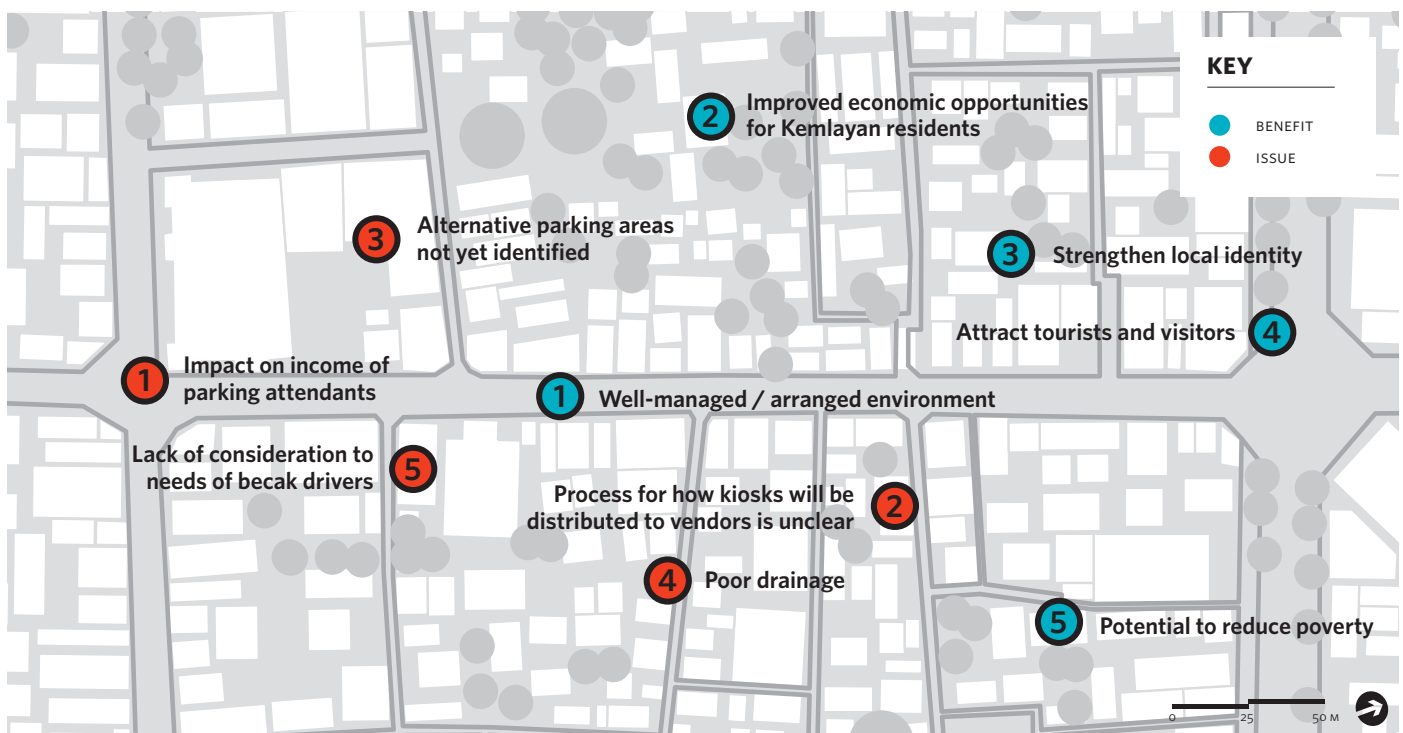 KEY
BENEFIT
ISSUE
2
Improved economic opportunities
for Kemlayan residents
3
Alternative parking areas
not yet identified
3
Strengthen local identity
Attract tourists and visitors
4
1
Impact on income of
parking attendants
1
Well-managed / arranged environment
Lack of consideration to
needs of becak drivers
5
Process for how kiosks will be
distributed to vendors is unclear
2
4
Poor drainage
5
Potential to reduce poverty
0 25 50 M